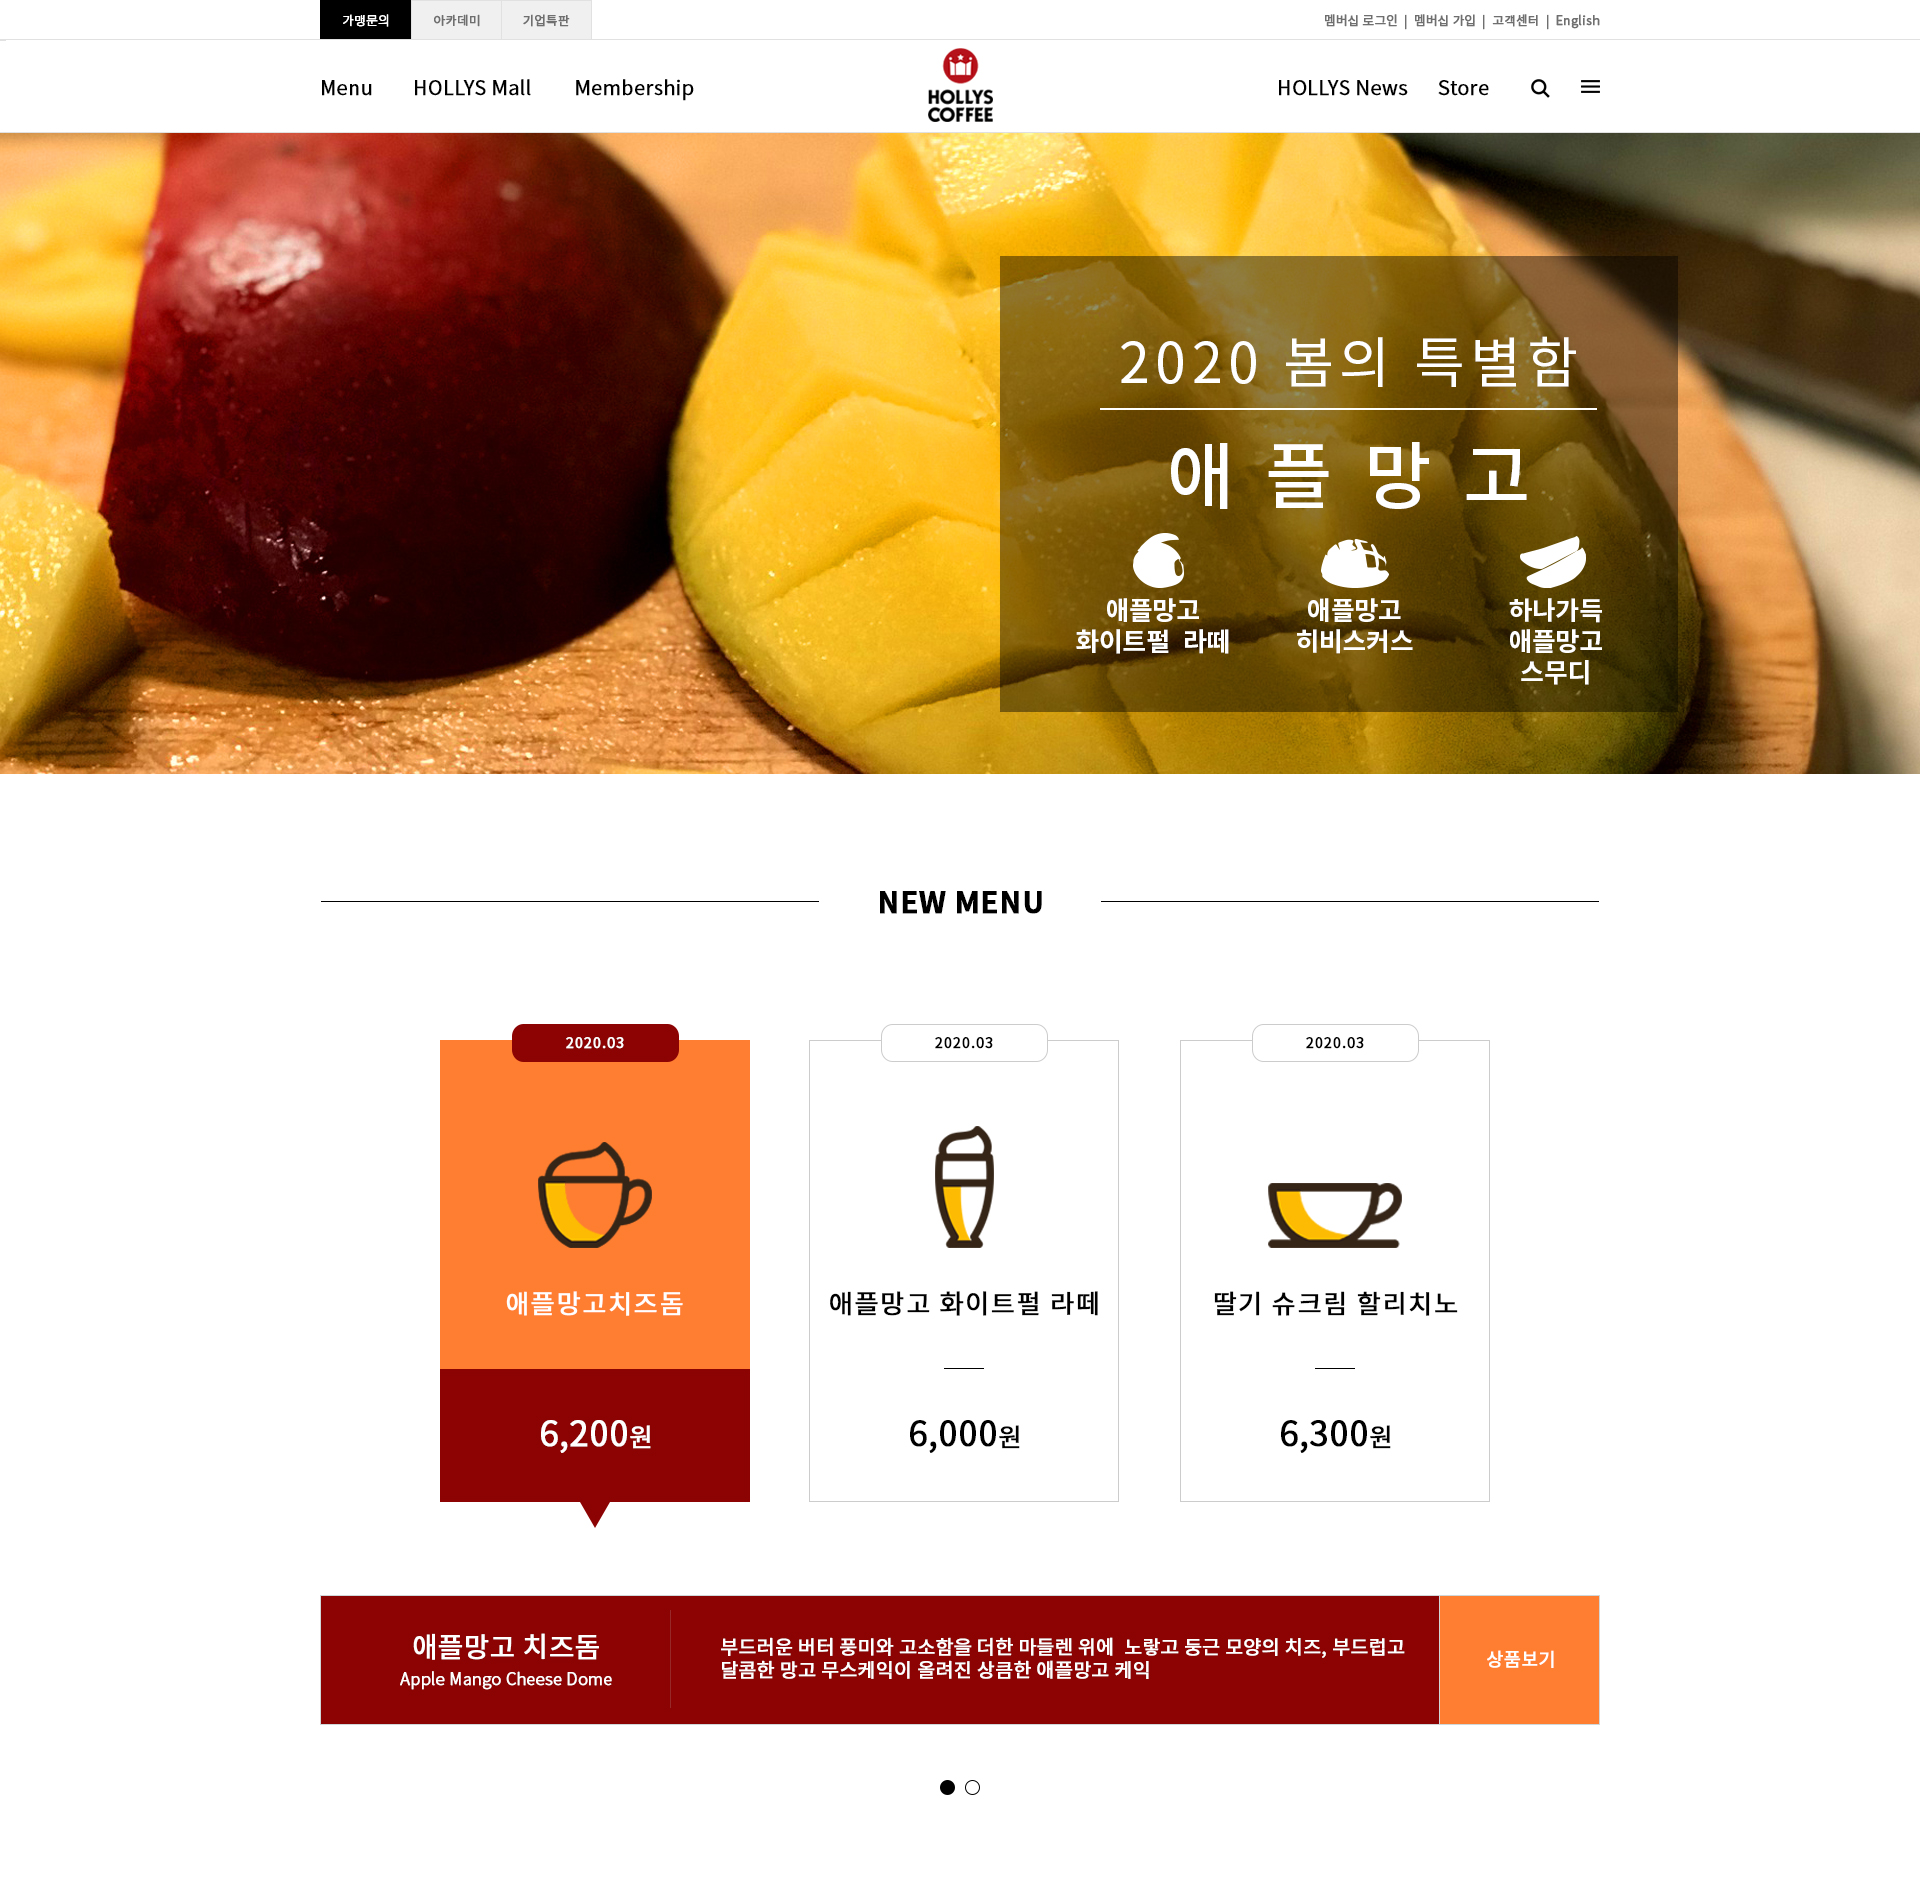 가맹문의 아카데미 기업특판
멤버십 로그인 | 멤버십 가입 | 고객센터 | English
Menu HOLLYS Mall Membership
HOLLYS
COFFEE
HOLLYS News Store
2020 봄의 특별함
애플망고
애플망고
화이트펄 라떼
애플망고
히비스커스
하나가득
애플망고
스무디
NEW MENU
2020.03
애플망고치즈돔
6,200원
2020.03
애플망고 화이트펄 라떼
6,000원
2020.03
딸기 슈크림 할리치노
6,300원
애플망고 치즈돔
Apple Mango Cheese Dome
부드러운 버터 풍미와 고소함을 더한 마들렌 위에 노랗고 둥근 모양의 치즈, 부드럽고
달콤한 망고 무스케익이 올려진 상큼한 애플망고 케익
상품보기